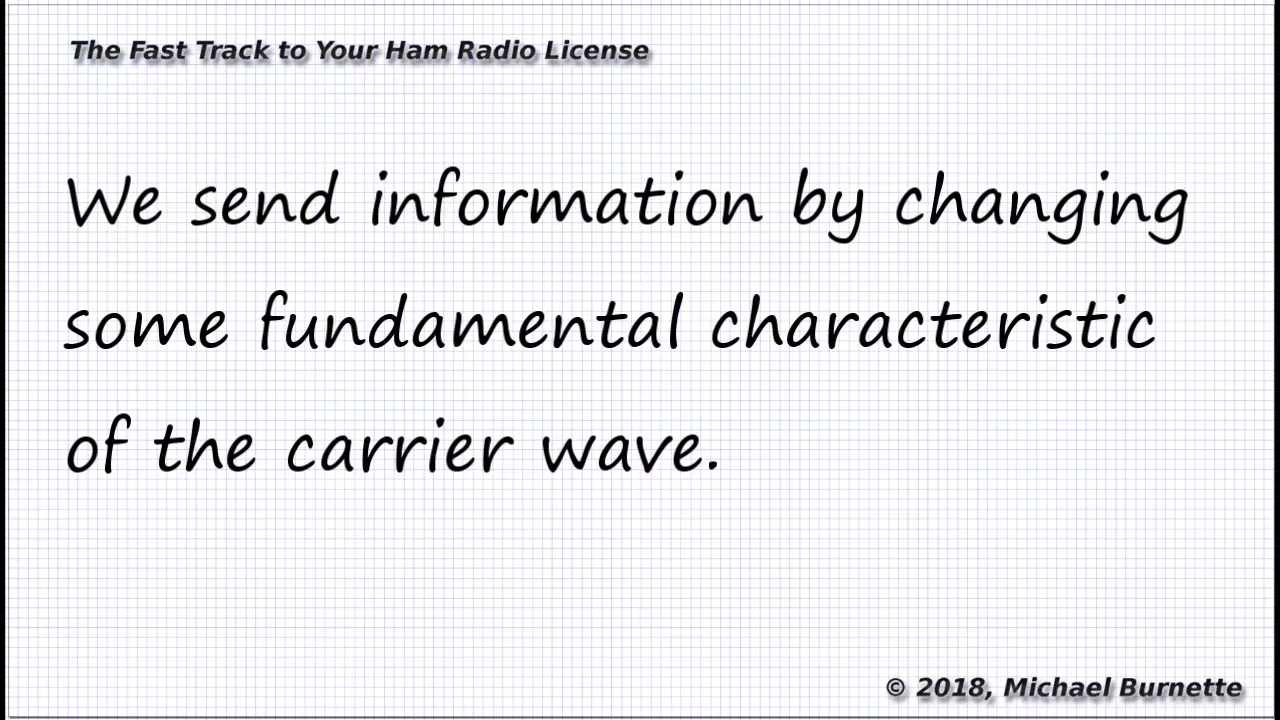 The Fast Track to Your Ham Radio License
We send information by changing
some fundamental characteristic
of the carrier wave.
© 2018, Michael Burnette